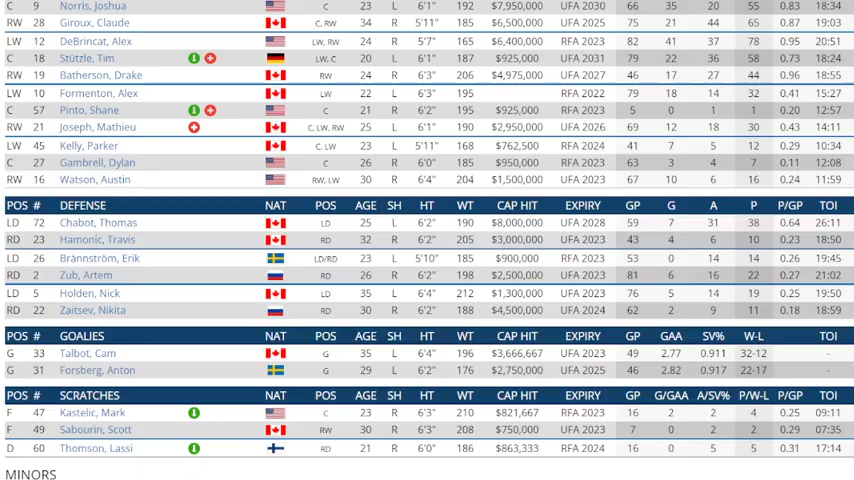 C 9 Norris, Joshua C 23 L 6'1" 192 $7,950,000 UFA 2030 66 35 20 55 0.83 18:34
RW 28 Giroux, Claude C, RW 34 R 5'11" 185 $6,500,000 UFA 2025 75 21 44 65 0.87 19:03
LW 12 DeBrincat, Alex LW, RW 24 R 5'7" 165 $6,400,000 RFA 2023 82 41 37 78 0.95 20:51
C 18 Stützle, Tim LW, C 20 L 6'1" 187 $925,000 UFA 2031 79 22 36 58 0.73 18:24
RW 19 Batherson, Drake RW 24 R 6'3" 206 $4,975,000 UFA 2027 46 17 27 44 0.96 18:55
LW 10 Formenton, Alex LW 22 L 6'3" 195 RFA 2022 79 18 14 32 0.41 15:27
C 57 Pinto, Shane C 21 R 6'2" 195 $925,000 RFA 2023 5 0 1 1 0.20 12:57
RW 21 Joseph, Mathieu C, LW, RW 25 L 6'1" 190 $2,950,000 UFA 2026 69 12 18 30 0.43 14:11
LW 45 Kelly, Parker C, LW 23 L 5'11" 168 $762,500 RFA 2024 41 7 5 12 0.29 10:34
C 27 Gambrell, Dylan C 26 R 6'0" 185 $950,000 RFA 2023 63 3 4 7 0.11 12:08
RW 16 Watson, Austin RW, LW 30 R 6'4" 204 $1,500,000 UFA 2023 67 10 6 16 0.24 11:59
POS # DEFENSE NAT POS AGE SH HT WT CAP HIT EXPIRY GP G A P P/GP TOI
LD 72 Chabot, Thomas LD 25 L 6'2" 190 $8,000,000 UFA 2028 59 7 31 38 0.64 26:11
RD 23 Hamonic, Travis RD 32 R 6'2" 205 $3,000,000 UFA 2023 43 4 6 10 0.23 18:50
LD 26 Brännström, Erik LD/RD 23 L 5'10" 185 $900,000 RFA 2023 53 0 14 14 0.26 19:45
RD 2 Zub, Artem RD 26 R 6'2" 198 $2,500,000 UFA 2023 81 6 16 22 0.27 21:02
LD 5 Holden, Nick LD 35 L 6'4" 212 $1,300,000 UFA 2023 76 5 14 19 0.25 19:50
RD 22 Zaitsev, Nikita RD 30 R 6'2" 188 $4,500,000 UFA 2024 62 2 9 11 0.18 18:59
POS # GOALIES NAT POS AGE SH HT WT CAP HIT EXPIRY GP GAA SV% W-L TOI
G 33 Talbot, Cam G 35 L 6'4" 196 $3,666,667 UFA 2023 49 2.77 0.911 32-12 -
G 31 Forsberg, Anton G 29 L 6'2" 176 $2,750,000 UFA 2025 46 2.82 0.917 22-17 -
POS # SCRATCHES NAT POS AGE SH HT WT CAP HIT EXPIRY GP G/GAA A/SV% P/W-L P/GP TOI
F 47 Kastelic, Mark C 23 R 6'3" 210 $821,667 RFA 2023 16 2 2 4 0.25 09:11
F 49 Sabourin, Scott RW 30 R 6'3" 208 $750,000 UFA 2023 7 0 2 2 0.29 07:35
D 60 Thomson, Lassi RD 21 R 6'0" 186 $863,333 RFA 2024 16 0 5 5 0.31 17:14
MINORS